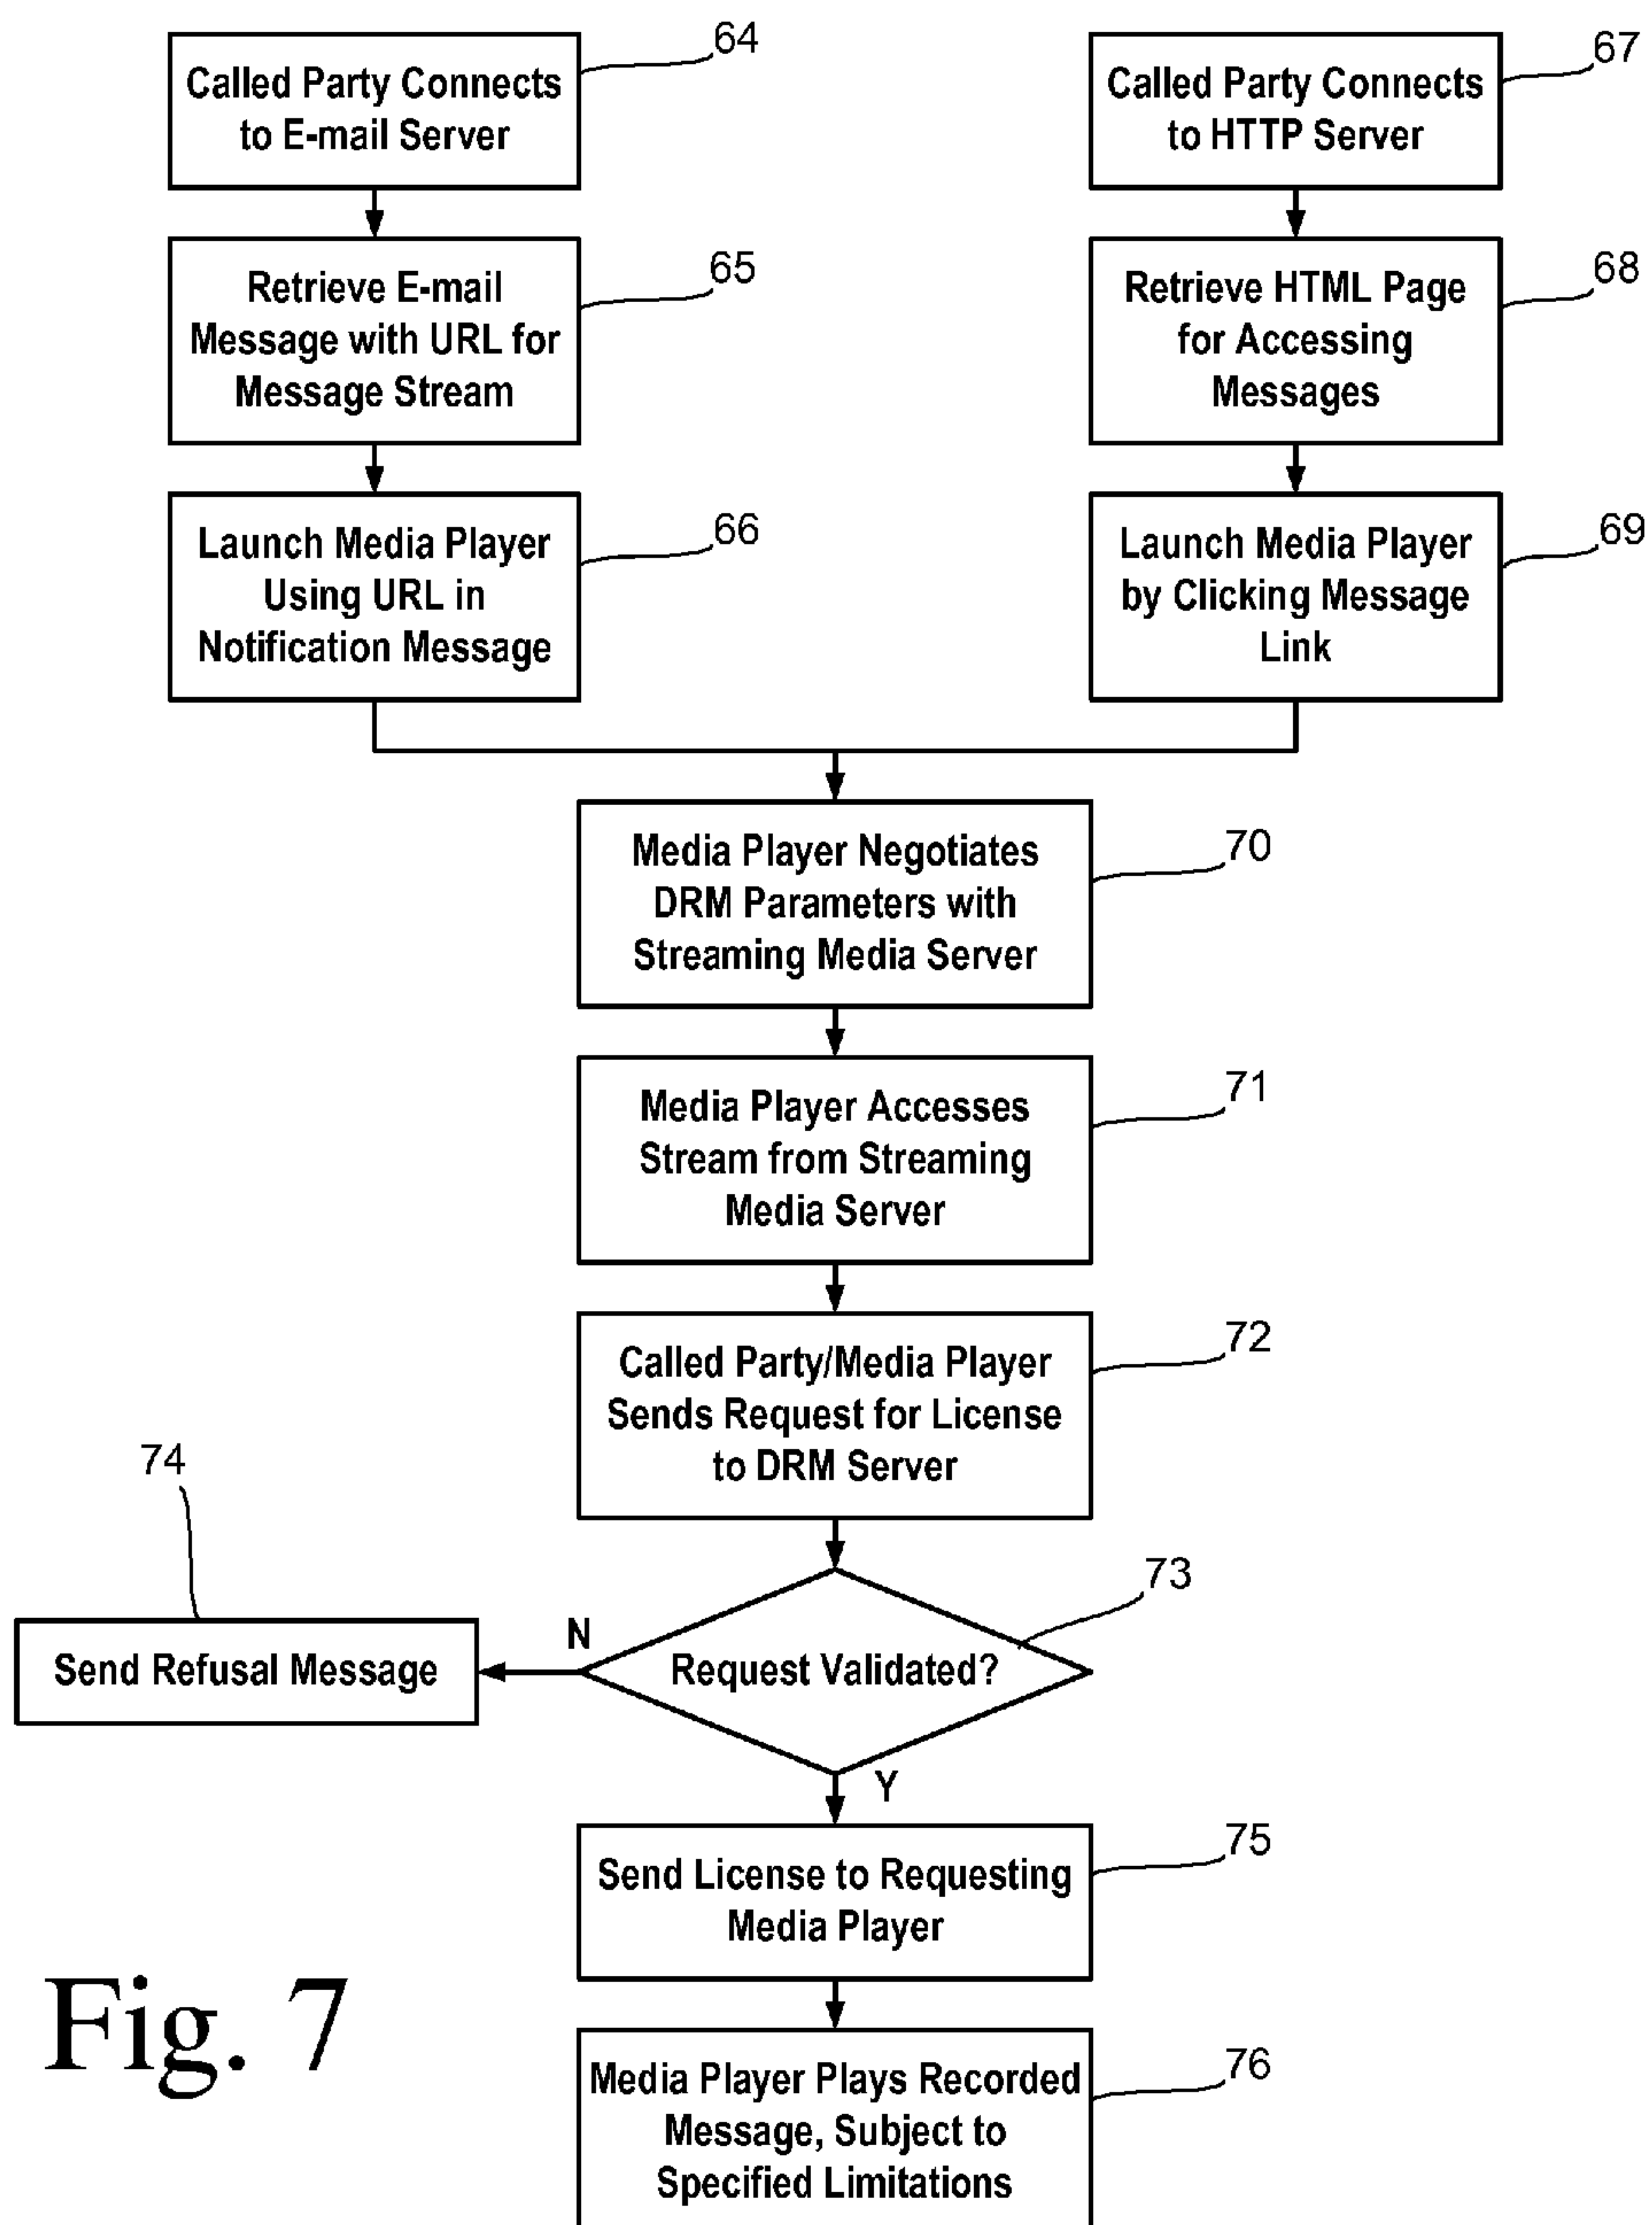 64
Called Party Connects
to E-mail Server
67
Called Party Connects
to HTTP Server
65
Retrieve E-mail
Message with URL for
Message Stream
68
Retrieve HTML Page
for Accessing
Messages
66
Launch Media Player
Using URL in
Notification Message
69
Launch Media Player
by Clicking Message
Link
70
Media Player Negotiates
DRM Parameters with
Streaming Media Server
71
Media Player Accesses
Stream from Streaming
Media Server
72
Called Party/Media Player
Sends Request for License
to DRM Server
73
Request Validated?
N
74
Send Refusal Message
Y
75
Send License to Requesting
Media Player
76
Media Player Plays Recorded
Message, Subject to
Specified Limitations
Fig. 7